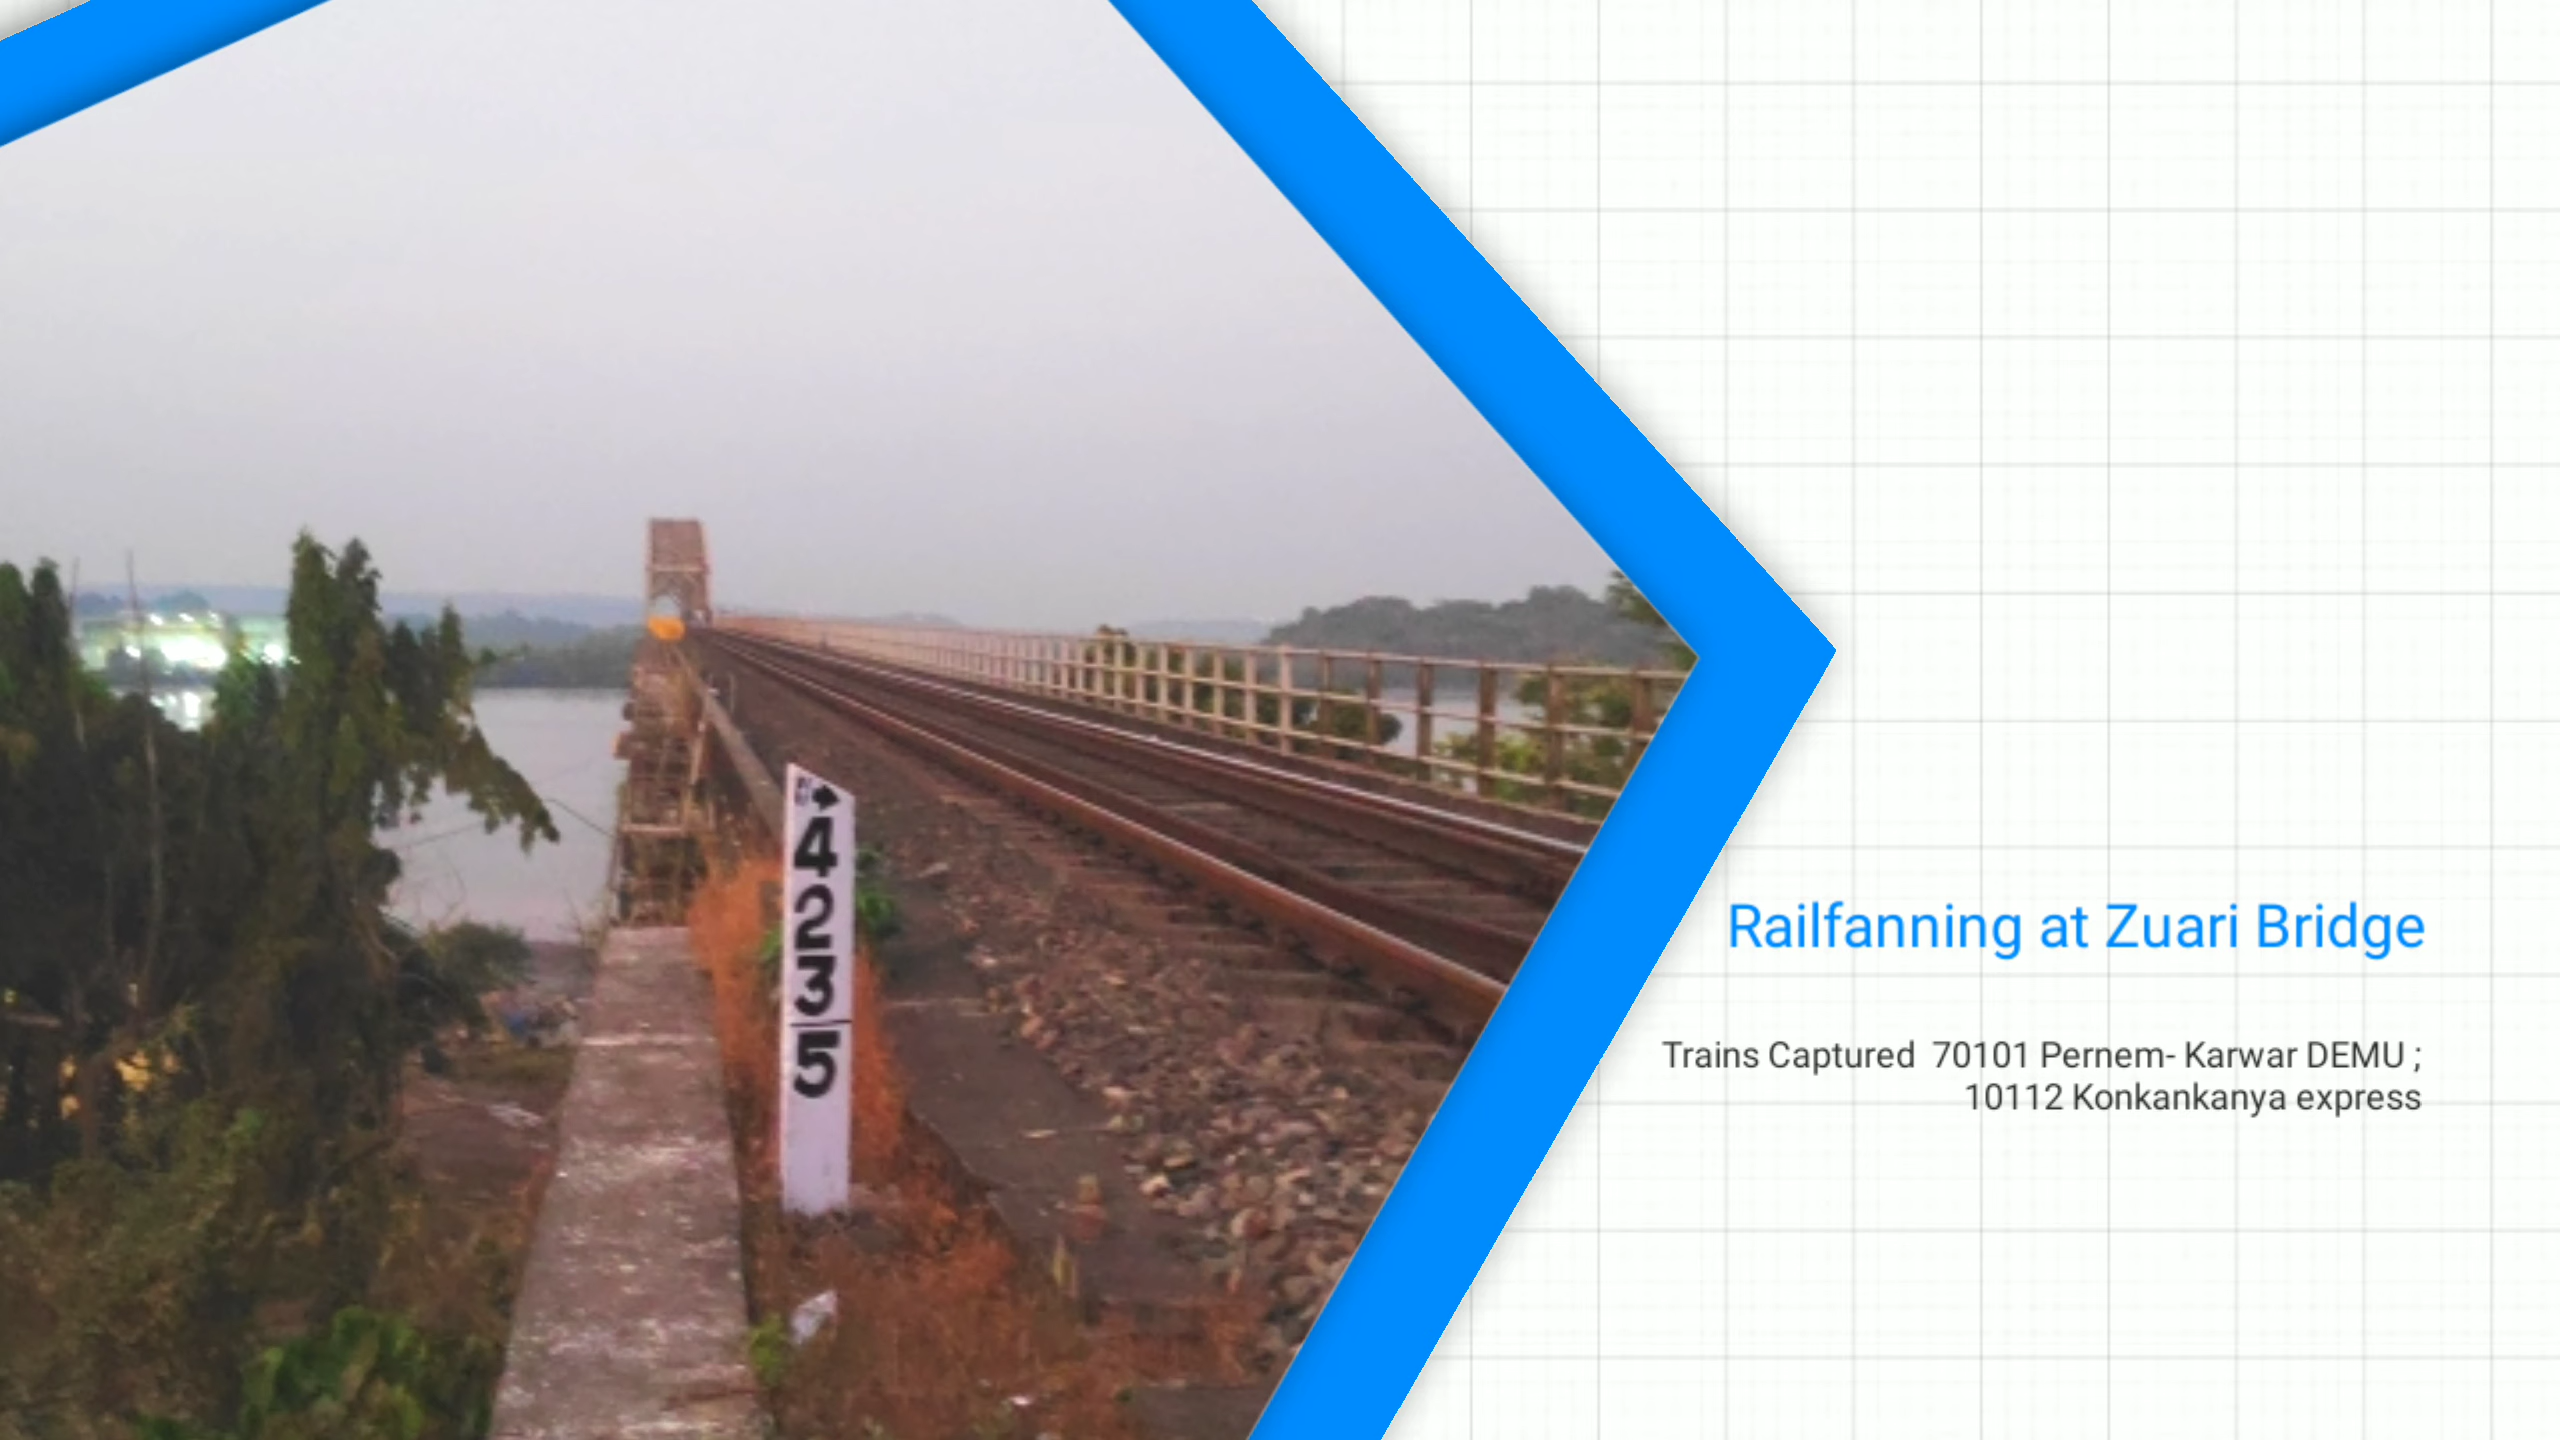 4
2
3
5
Railfanning at Zuari Bridge
Trains Captured  70101 Pernem- Karwar DEMU ;
10112 Konkankanya express